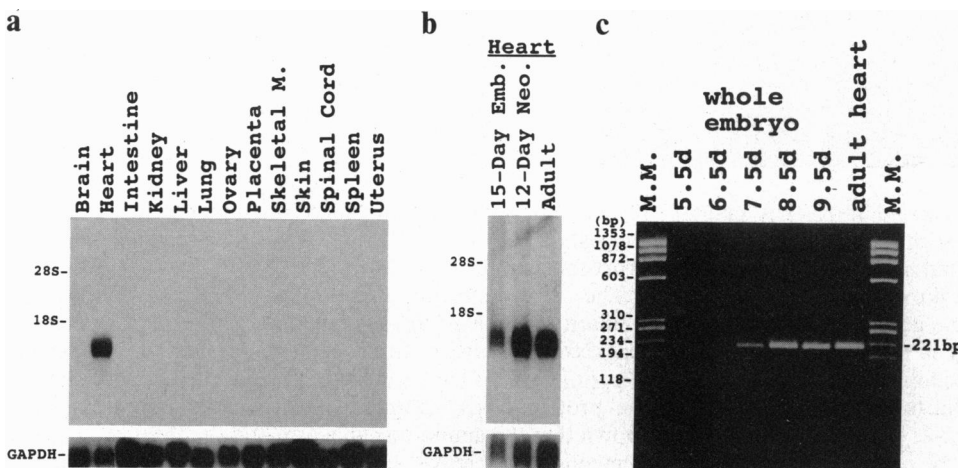 a
Brain
Heart
Intestine
Kidney
Liver
Lung
Ovary
Placenta
Skeletal M.
Skin
Spinal Cord
Spleen
Uterus
28S-
18S-
GAPDH-
b
Heart
15-Day Emb.
12-Day Neo.
Adult
28S-
18S-
GAPDH-
c
whole
embryo
M.M.
5.5d
6.5d
7.5d
8.5d
9.5d
adult heart
M.M.
(bp)
1353-
1078-
872-
603-
310-
271-
234-
194-
118-
-221bp